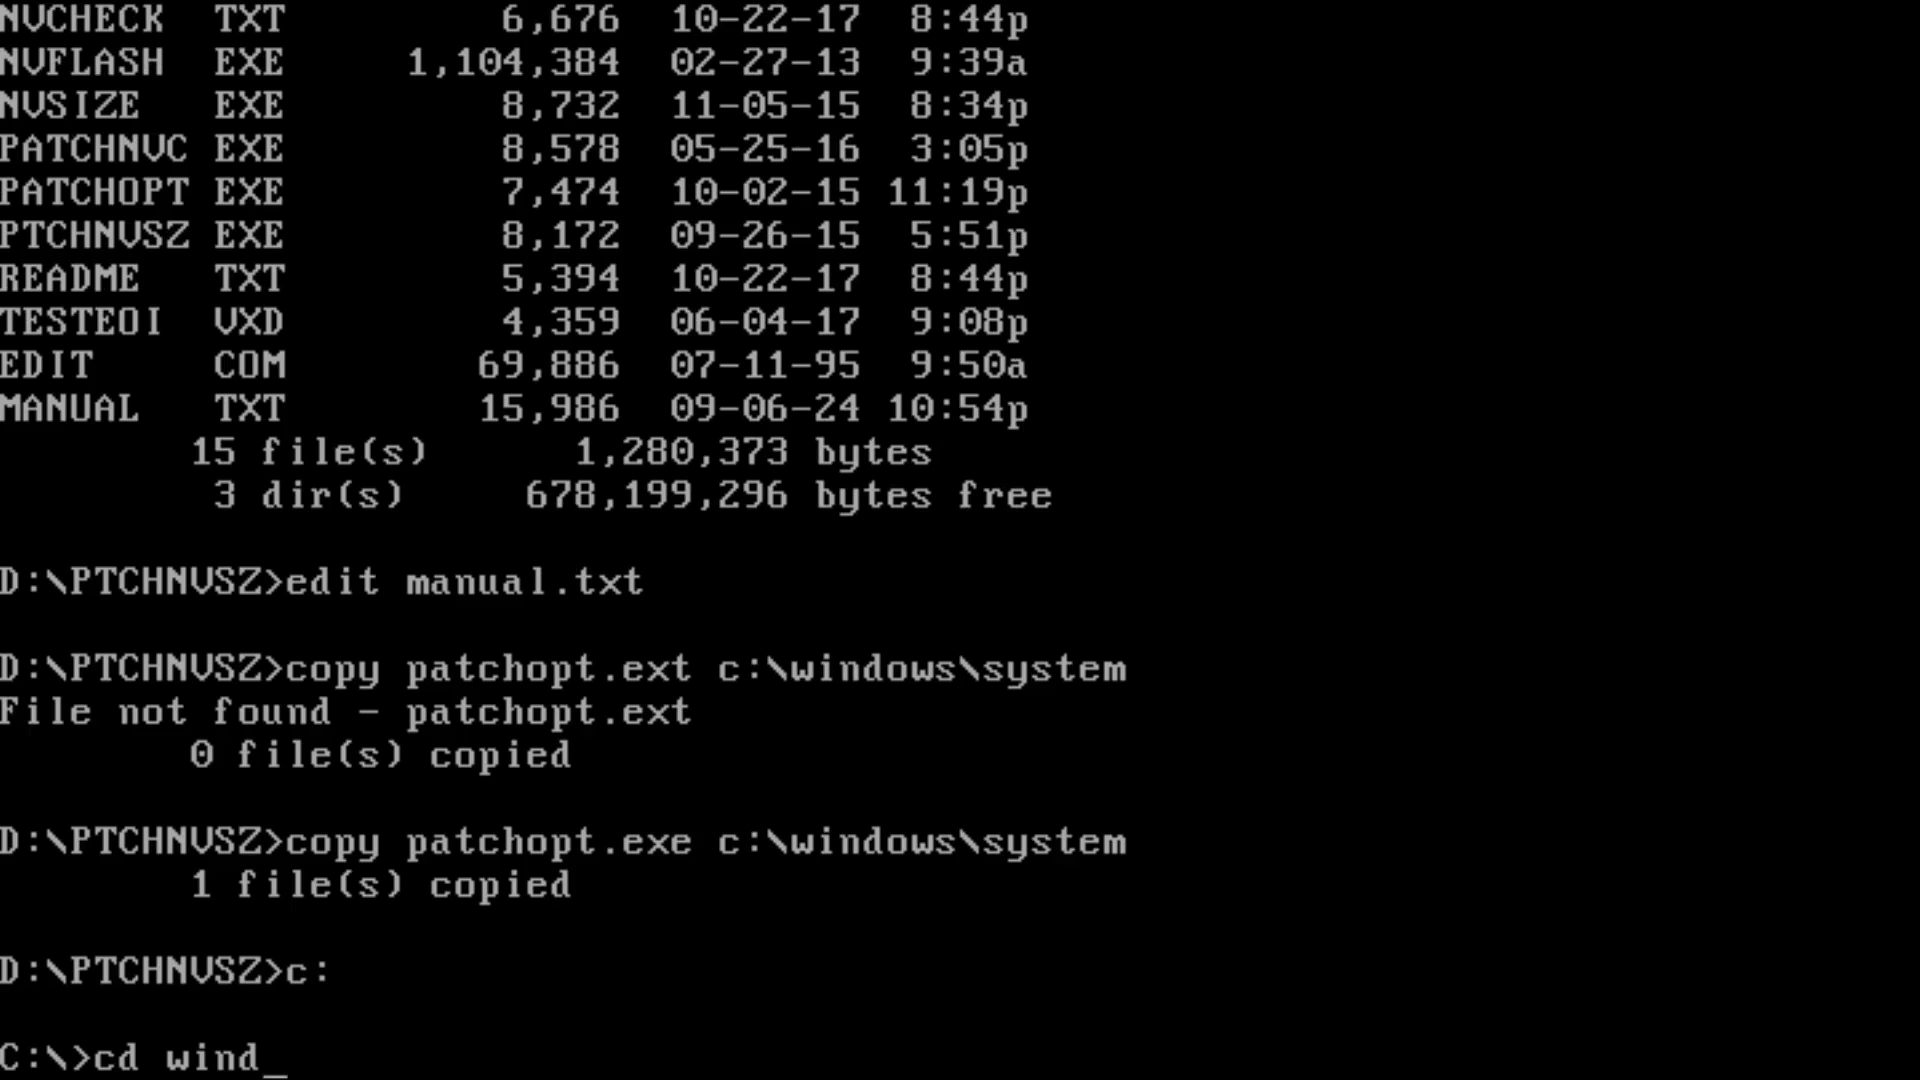 NVCHECK  TXT         6,676  10-22-17  8:44p
NVFLASH  EXE     1,104,384  02-27-13  9:39a
NVSIZE   EXE         8,732  11-05-15  8:34p
PATCHNVC EXE         8,578  05-25-16  3:05p
PATCHOPT EXE         7,474  10-02-15 11:19p
PTCHNVSZ EXE         8,172  09-26-15  5:51p
README   TXT         5,394  10-22-17  8:44p
TESTEOI  VXD         4,359  06-04-17  9:08p
EDIT     COM        69,886  07-11-95  9:50a
MANUAL   TXT        15,986  09-06-24 10:54p
        15 file(s)      1,280,373 bytes
         3 dir(s)     678,199,296 bytes free
D:\PTCHNVSZ>edit manual.txt
D:\PTCHNVSZ>copy patchopt.ext c:\windows\system
File not found - patchopt.ext
        0 file(s) copied
D:\PTCHNVSZ>copy patchopt.exe c:\windows\system
        1 file(s) copied
D:\PTCHNVSZ>c:
C:\>cd wind_